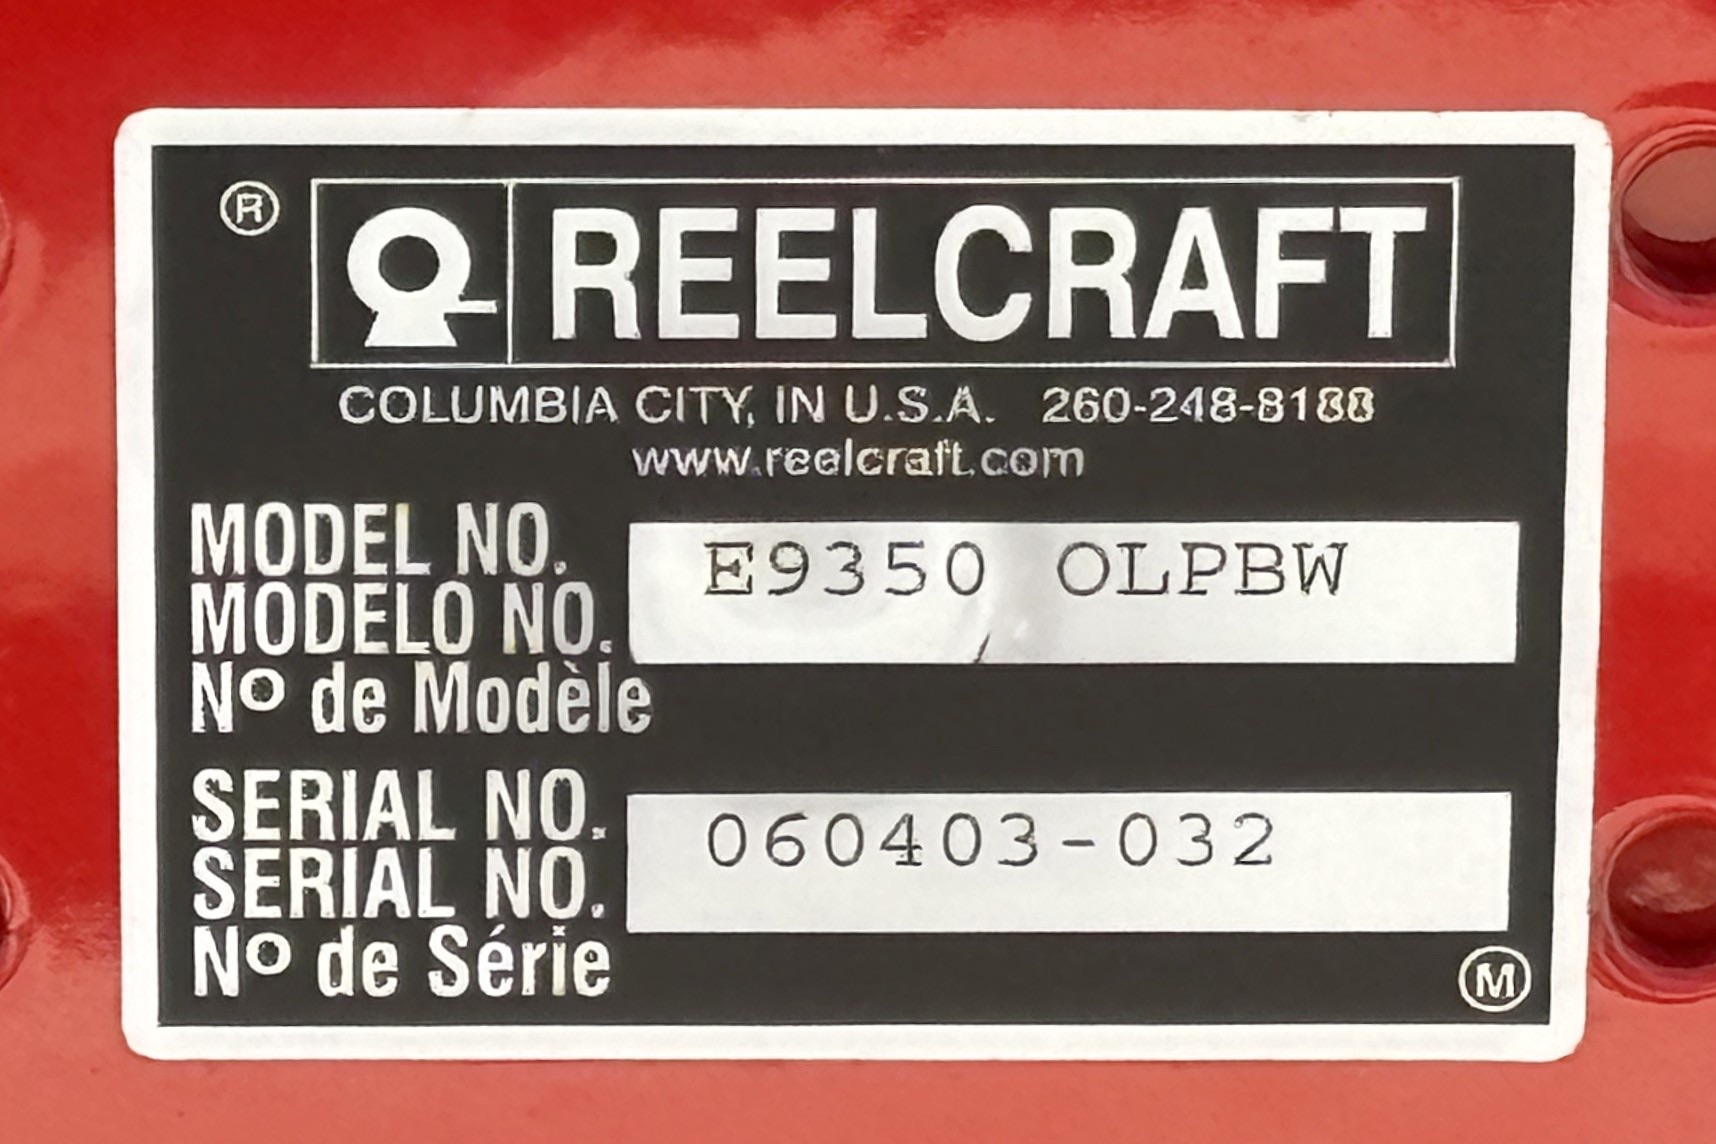 ®
REELCRAFT
COLUMBIA CITY, IN U.S.A. 260-248-8188
www.reelcraft.com
MODEL NO.
MODELO NO.
Nº de Modèle
E9350 OLPBW
SERIAL NO.
SERIAL NO.
Nº de Série
060403-032
Ⓜ